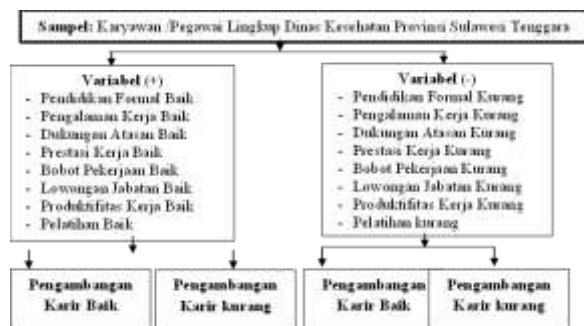 Sampel: Karyawan /Pegawai Lingkup Dinas Kesehatan Provinsi Sulawesi Tenggara
Variabel (+)
- Pendidikan Formal Baik
- Pengalaman Kerja Baik
- Dukungan Atasan Baik
- Prestasi Kerja Baik
- Bobot Pekerjaan Baik
- Lowongan Jabatan Baik
- Produktifitas Kerja Baik
- Pelatihan Baik
Variabel (-)
- Pendidikan Formal Kurang
- Pengalaman Kerja Kurang
- Dukungan Atasan Kurang
- Prestasi Kerja Kurang
- Bobot Pekerjaan Kurang
- Lowongan Jabatan Kurang
- Produktifitas Kerja Kurang
- Pelatihan kurang
Pengambangan
Karir Baik
Pengambangan
Karir kurang
Pengambangan
Karir Baik
Pengambangan
Karir kurang